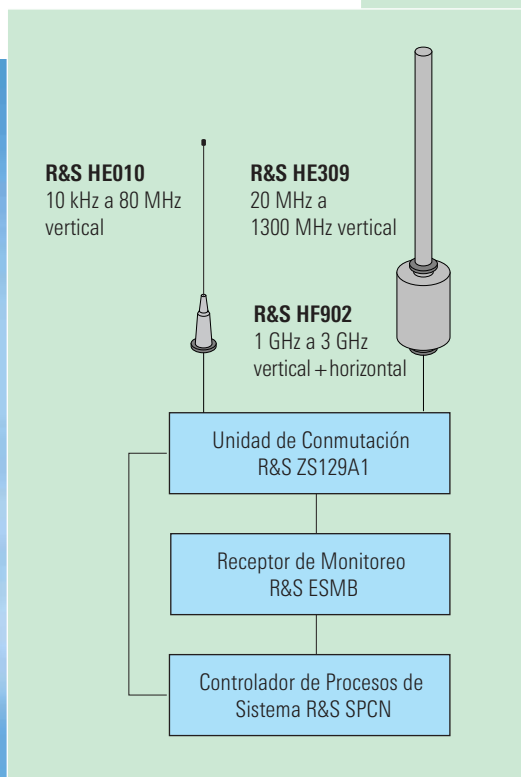 R&S HE010
10 kHz a 80 MHz
vertical
R&S HE309
20 MHz a
1300 MHz vertical
R&S HF902
1 GHz a 3 GHz
vertical + horizontal
Unidad de Conmutación
R&S ZS129A1
Receptor de Monitoreo
R&S ESMB
Controlador de Procesos de
Sistema R&S SPCN